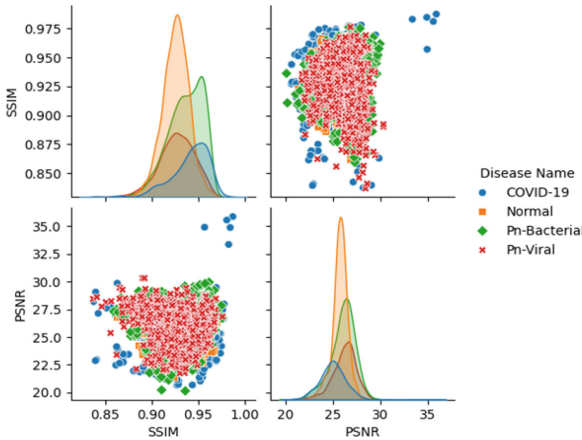 0.975
0.950
0.925
0.900
0.875
0.850
SSIM
Disease Name
COVID-19
Normal
Pn-Bacterial
Pn-Viral
35.0
32.5
30.0
27.5
25.0
22.5
20.0
PSNR
0.85 0.90 0.95 1.00
SSIM
20 25 30 35
PSNR